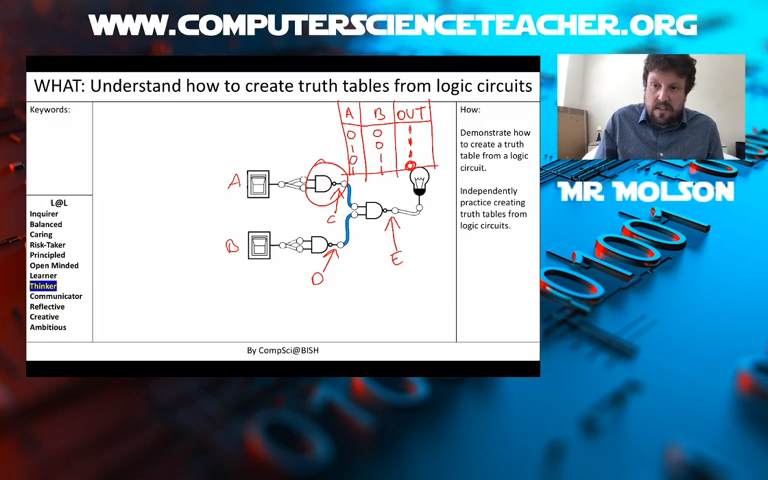 WWW.COMPUTERSCIENCETEACHER.ORG
WHAT: Understand how to create truth tables from logic circuits
Keywords:
L@L
Inquirer
Balanced
Caring
Risk-Taker
Principled
Open Minded
Learner
Thinker
Communicator
Reflective
Creative
Ambitious
A B OUT
0 0 1
1 0 1
0 1 1
1 1 0
A
C
B
D
E
How:
Demonstrate how
to create a truth
table from a logic
circuit.
Independently
practice creating
truth tables from
logic circuits.
By CompSci@BISH
MR MOLSON